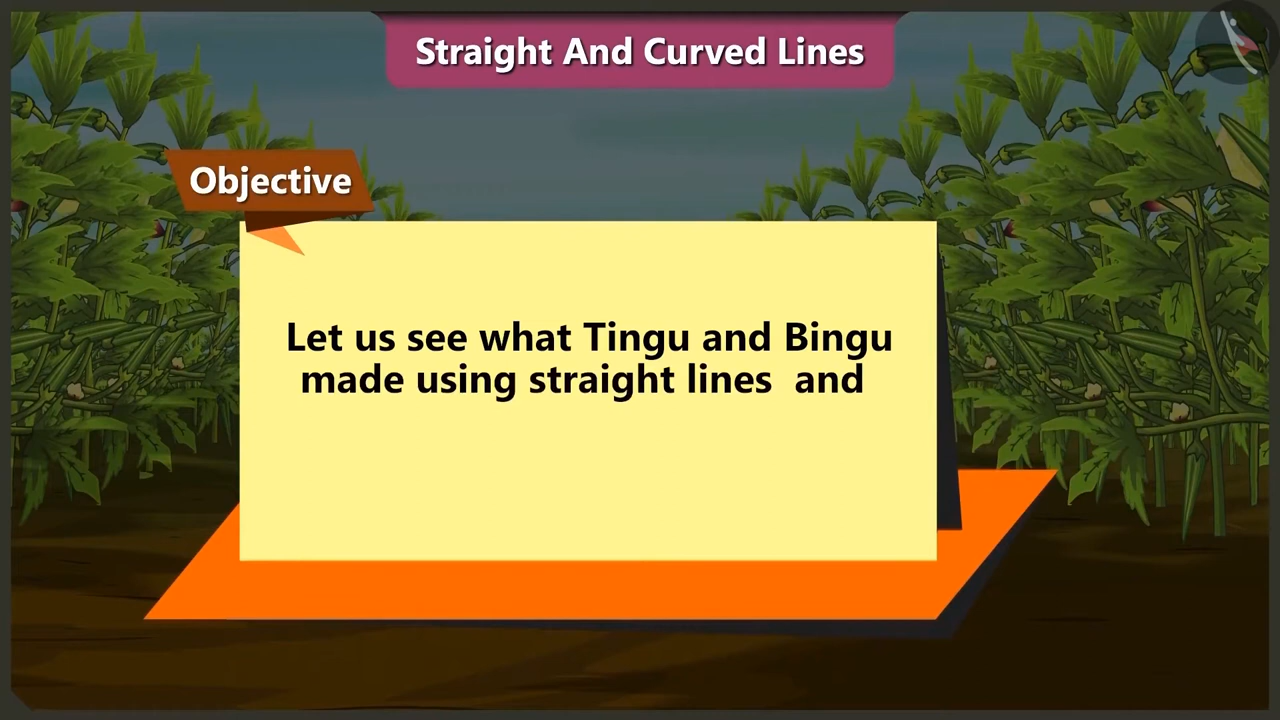 Straight And Curved Lines
Objective
Let us see what Tingu and Bingu
made using straight lines  and